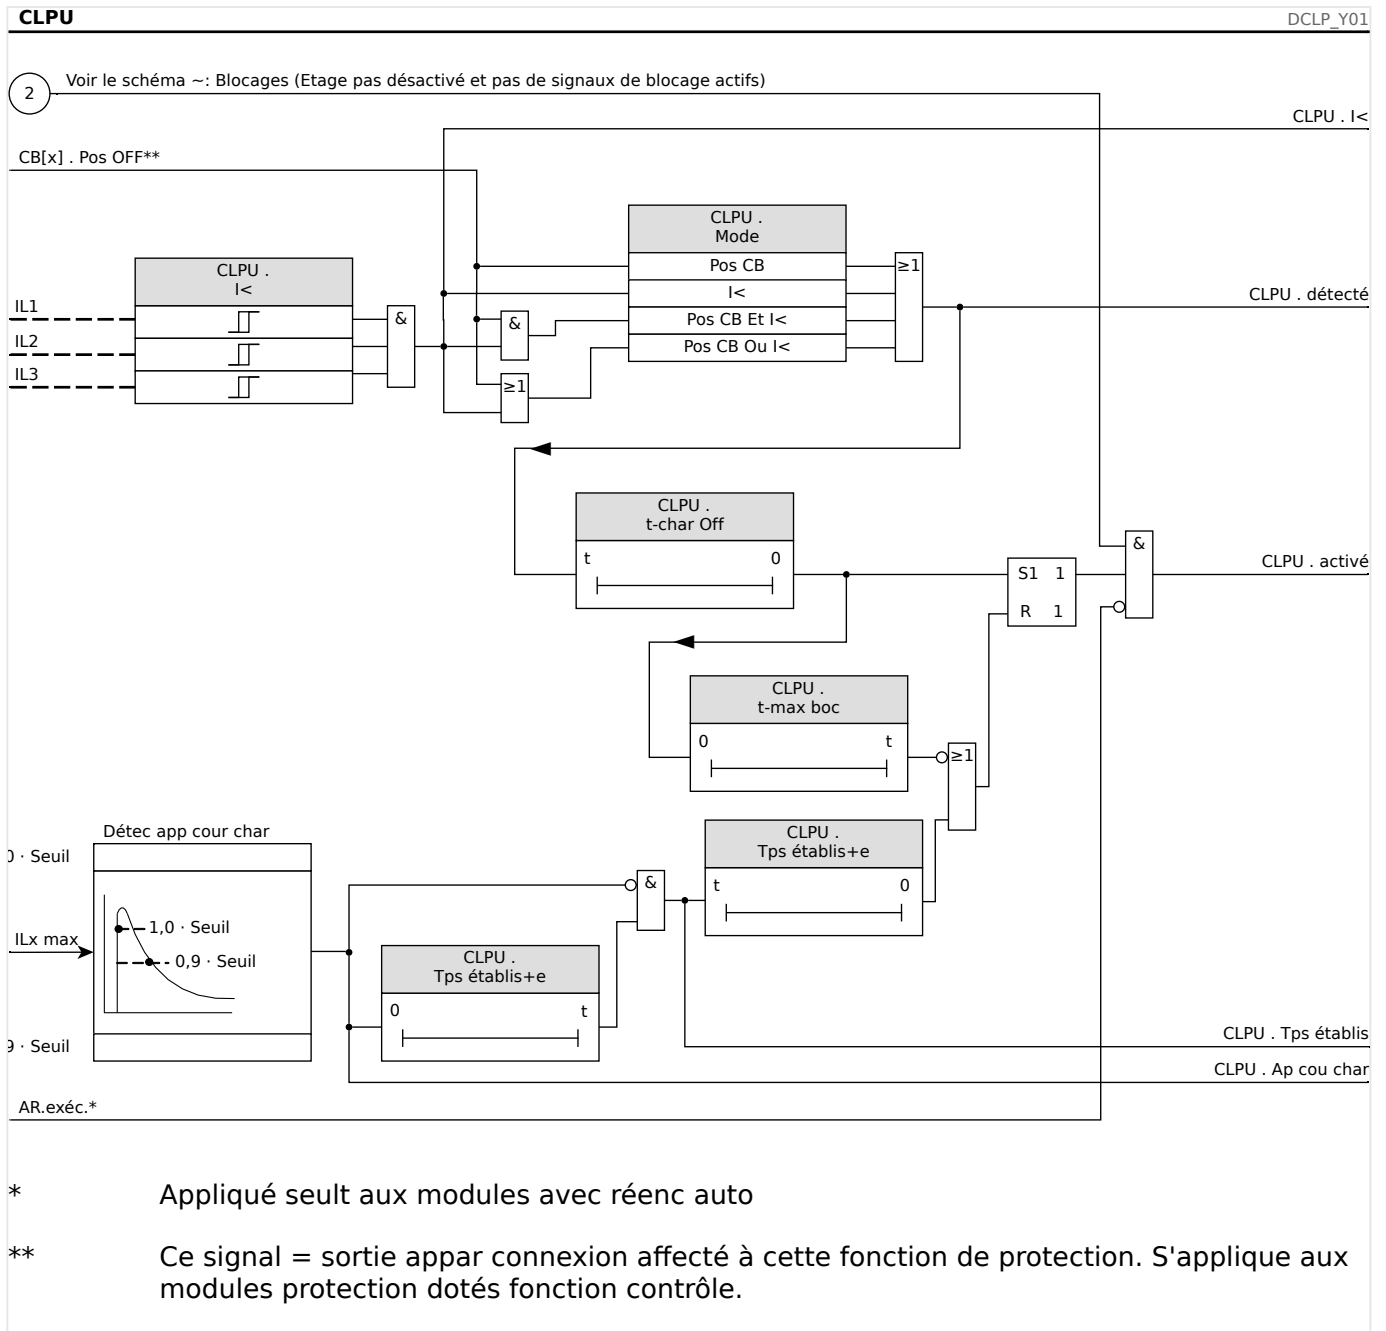 CLPU
DCLP_Y01
2
Voir le schéma ~: Blocages (Etage pas désactivé et pas de signaux de blocage actifs)
CLPU . I<
CB[x] . Pos OFF**
CLPU .
Mode
Pos CB
I<
Pos CB Et I<
Pos CB Ou I<
≥1
CLPU .
I<
IL1
IL2
IL3
&
&
≥1
CLPU . détecté
CLPU .
t-char Off
t 0
S1 1
R 1
&
CLPU . activé
CLPU .
t-max boc
0 t
≥1
CLPU .
Tps établis+e
t 0
Détec app cour char
0 · Seuil
ILx max
1,0 · Seuil
0,9 · Seuil
9 · Seuil
&
CLPU .
Tps établis+e
0 t
CLPU . Tps établis
CLPU . Ap cou char
AR.exéc.*
* Appliqué seult aux modules avec réenc auto
** Ce signal = sortie appar connexion affecté à cette fonction de protection. S'applique aux
modules protection dotés fonction contrôle.